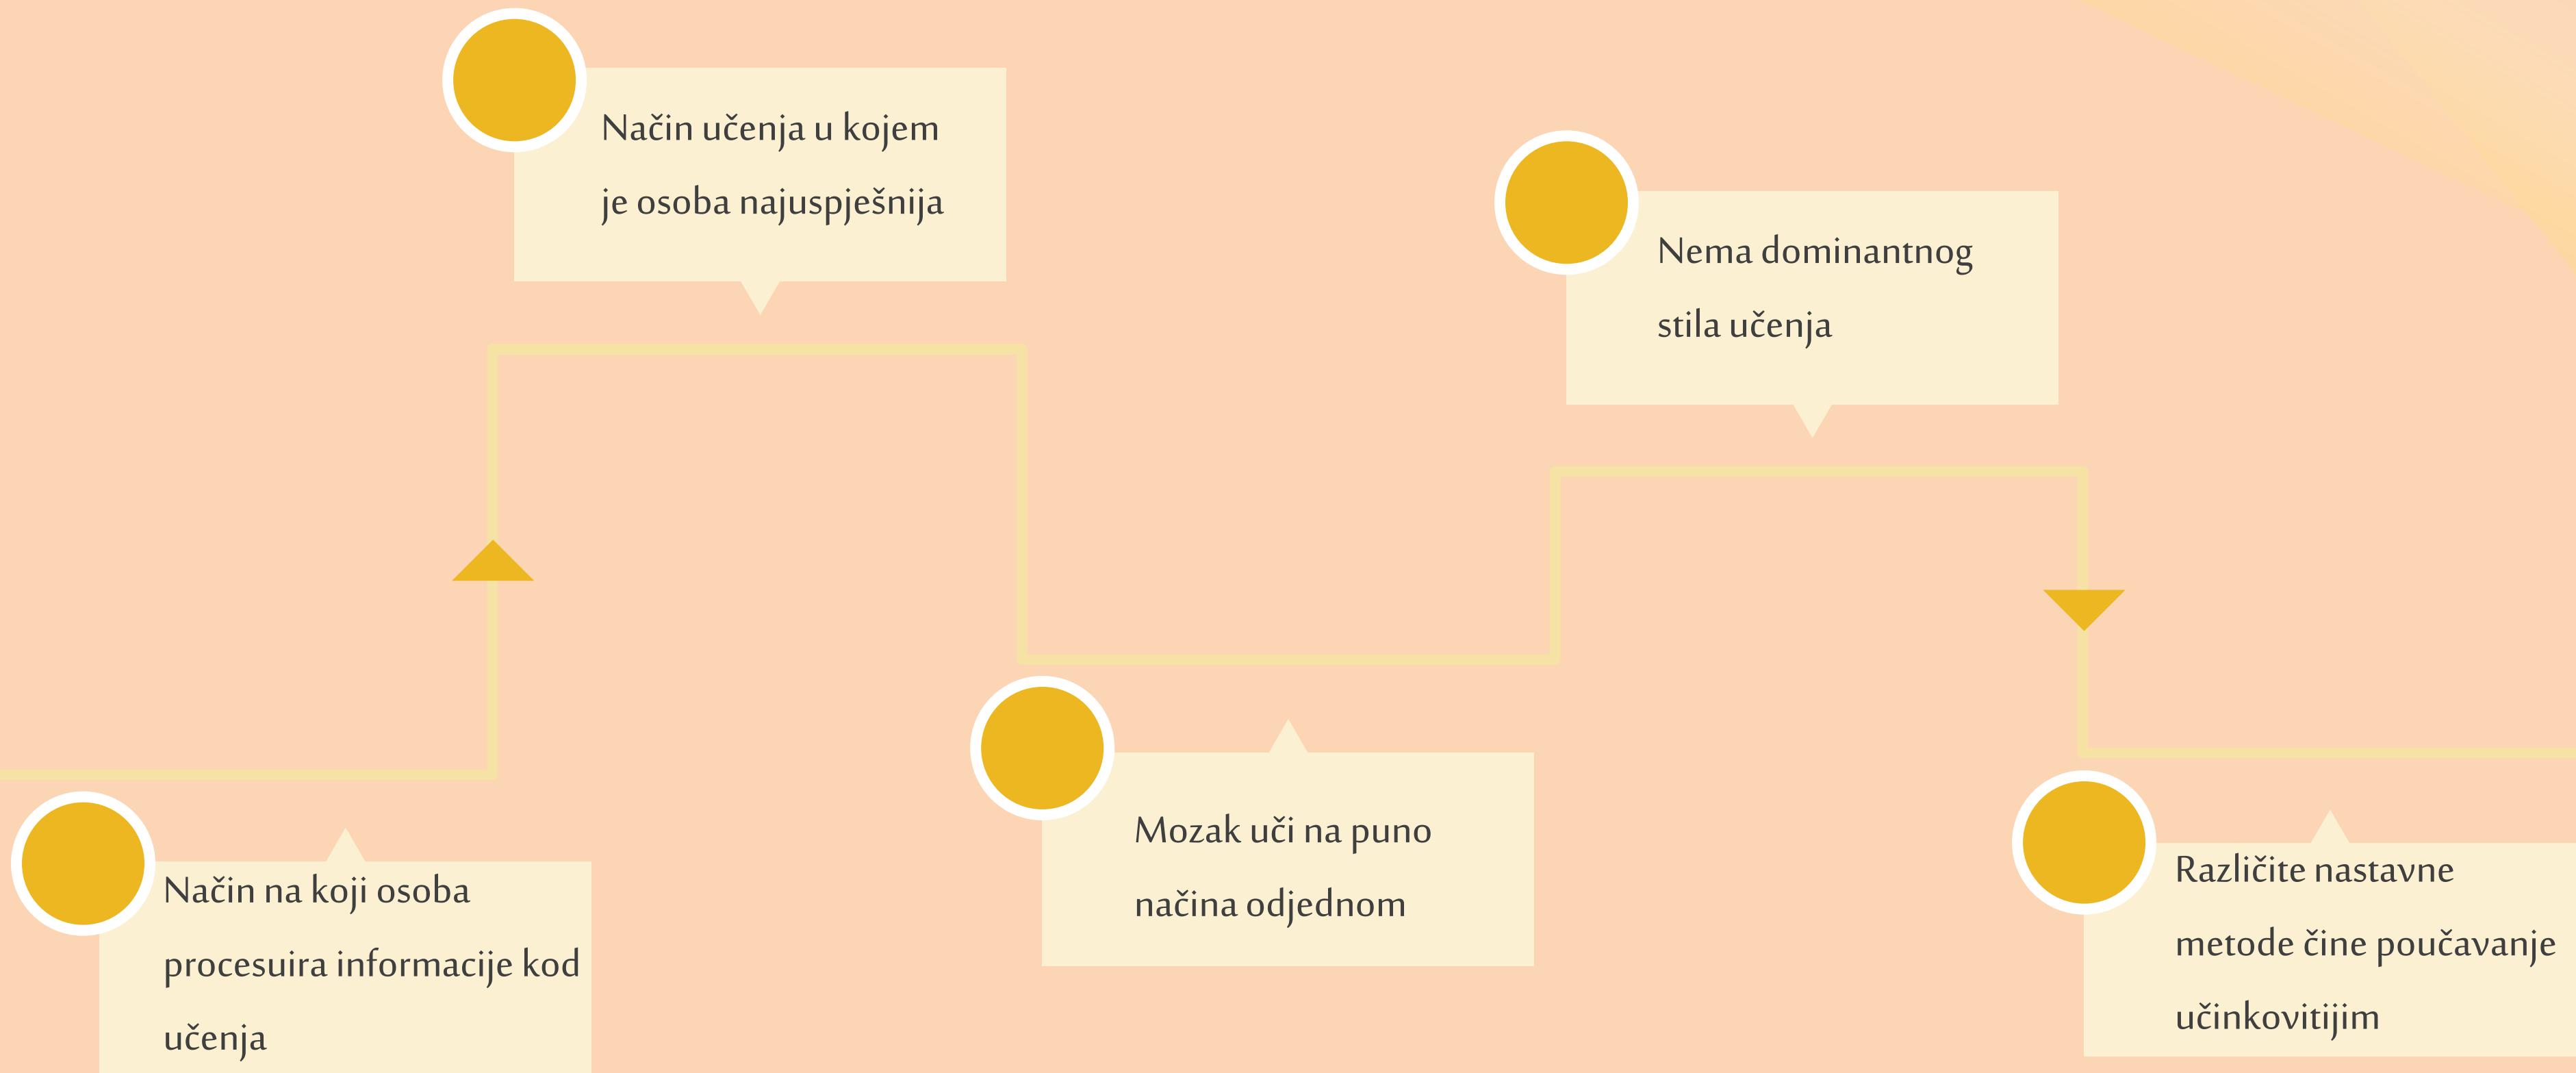 Način na koji osoba
procesuira informacije kod
učenja
Način učenja u kojem
je osoba najuspješnija
Mozak uči na puno
načina odjednom
Nema dominantnog
stila učenja
Različite nastavne
metode čine poučavanje
učinkovitijim